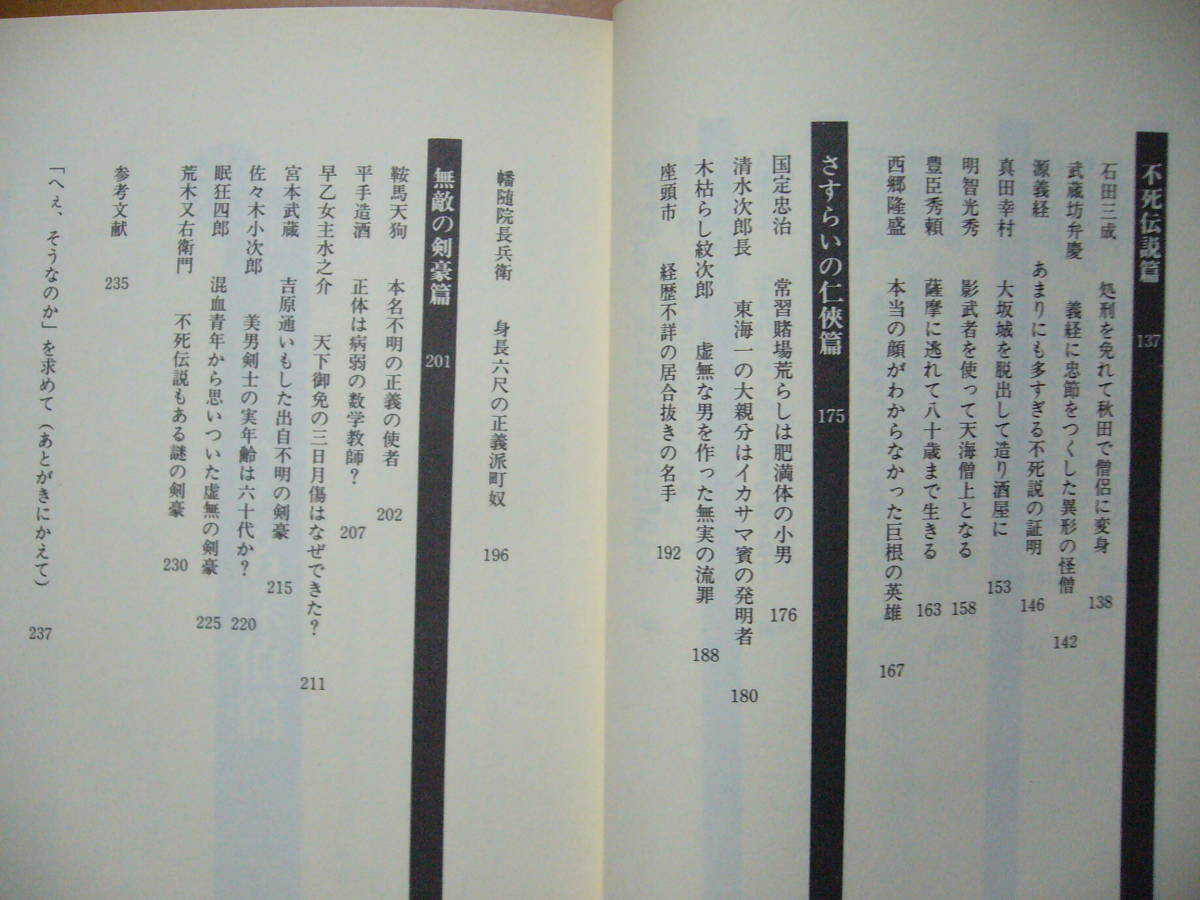 不死伝説篇 137
石田三成 処刑を免れて秋田で僧侶に変身 138
武蔵坊弁慶 義経に忠節をつくした異形の怪僧 142
源義経 あまりにも多すぎる不死説の証明 146
真田幸村 大坂城を脱出して造り酒屋に 153
明智光秀 影武者を使って天海僧上となる 158
豊臣秀頼 薩摩に逃れて八十歳まで生きる 163
西郷隆盛 本当の顔がわからなかった巨根の英雄 167
さすらいの仁俠篇 175
国定忠治 常習賭場荒らしは肥満体の小男 176
清水次郎長 東海一の大親分はイカサマ賽の発明者 180
木枯らし紋次郎 虚無な男を作った無実の流罪 188
座頭市 経歴不詳の居合抜きの名手 192
幡随院長兵衛 身長六尺の正義派町奴 196
無敵の剣豪篇 201
鞍馬天狗 本名不明の正義の使者 202
平手造酒 正体は病弱の数学教師？ 207
早乙女主水之介 天下御免の三日月傷はなぜできた？ 211
宮本武蔵 吉原通いもした出自不明の剣豪 215
佐々木小次郎 美男剣士の実年齢は六十代か？ 220
眠狂四郎 混血青年から思いついた虚無の剣豪 225
荒木又右衛門 不死伝説もある謎の剣豪 230
参考文献 235
「へぇ、そうなのか」を求めて（あとがきにかえて） 237